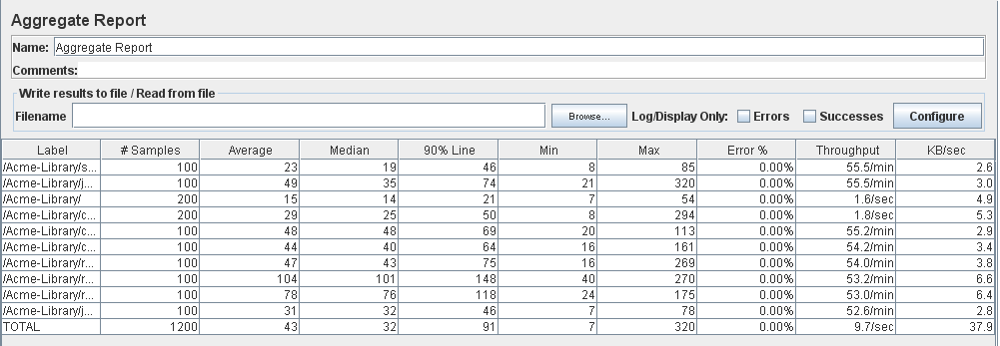 Aggregate Report
Name: Aggregate Report
Comments:
Write results to file / Read from file
Filename Browse... Log/Display Only: Errors Successes Configure
Label # Samples Average Median 90% Line Min Max Error % Throughput KB/sec
/Acme-Library/s... 100 23 19 46 8 85 0.00% 55.5/min 2.6
/Acme-Library/j... 100 49 35 74 21 320 0.00% 55.5/min 3.0
/Acme-Library/ 200 15 14 21 7 54 0.00% 1.6/sec 4.9
/Acme-Library/c... 200 29 25 50 8 294 0.00% 1.8/sec 5.3
/Acme-Library/c... 100 48 48 69 20 113 0.00% 55.2/min 2.9
/Acme-Library/c... 100 44 40 64 16 161 0.00% 54.2/min 3.4
/Acme-Library/r... 100 47 43 75 16 269 0.00% 54.0/min 3.8
/Acme-Library/r... 100 104 101 148 40 270 0.00% 53.2/min 6.6
/Acme-Library/r... 100 78 76 118 24 175 0.00% 53.0/min 6.4
/Acme-Library/j... 100 31 32 46 7 78 0.00% 52.6/min 2.8
TOTAL 1200 43 32 91 7 320 0.00% 9.7/sec 37.9